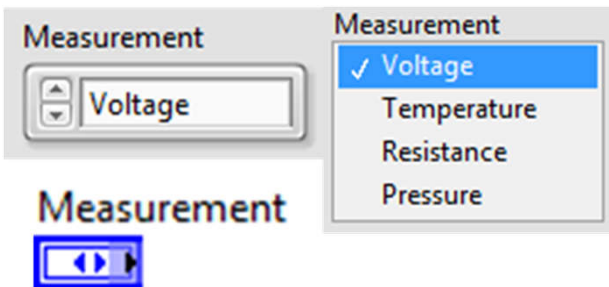 Measurement
Voltage
Measurement
Voltage
Temperature
Resistance
Pressure
Measurement